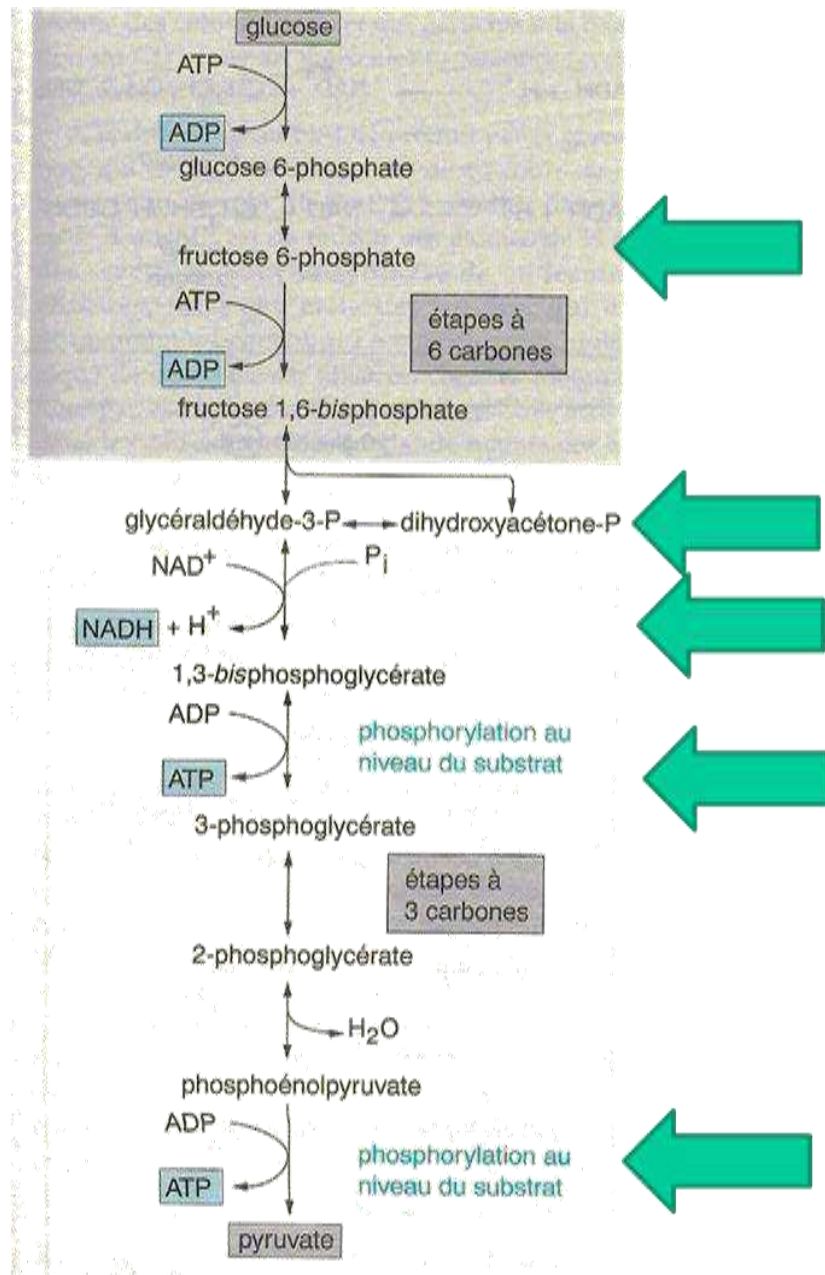 glucose
ATP
ADP
glucose 6-phosphate
fructose 6-phosphate
ATP
étapes à
6 carbones
ADP
fructose 1,6-bisphosphate
glycéraldéhyde-3-P
dihydroxyacétone-P
NAD+
Pi
NADH + H+
1,3-bisphosphoglycérate
ADP
phosphorylation au
niveau du substrat
ATP
3-phosphoglycérate
étapes à
3 carbones
2-phosphoglycérate
H2O
phosphoénolpyruvate
ADP
phosphorylation au
niveau du substrat
ATP
pyruvate